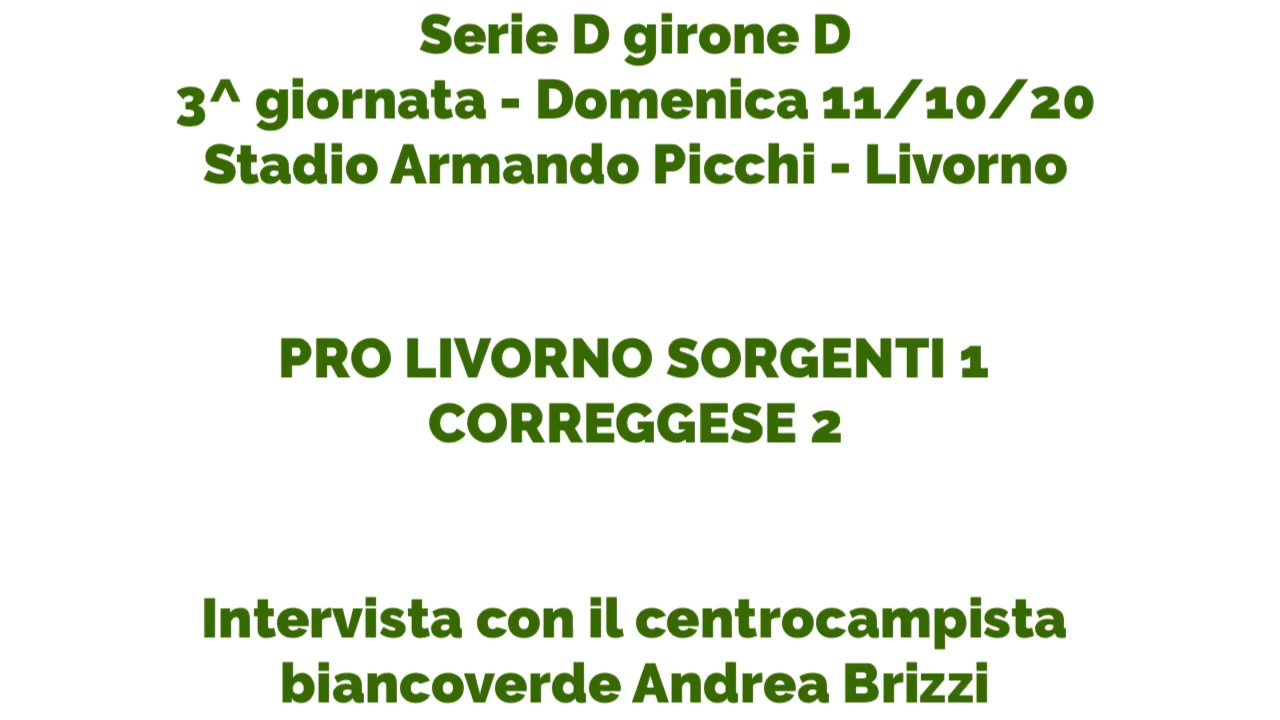 Serie D girone D
3^ giornata - Domenica 11/10/20
Stadio Armando Picchi - Livorno
PRO LIVORNO SORGENTI 1
CORREGGESE 2
Intervista con il centrocampista
biancoverde Andrea Brizzi